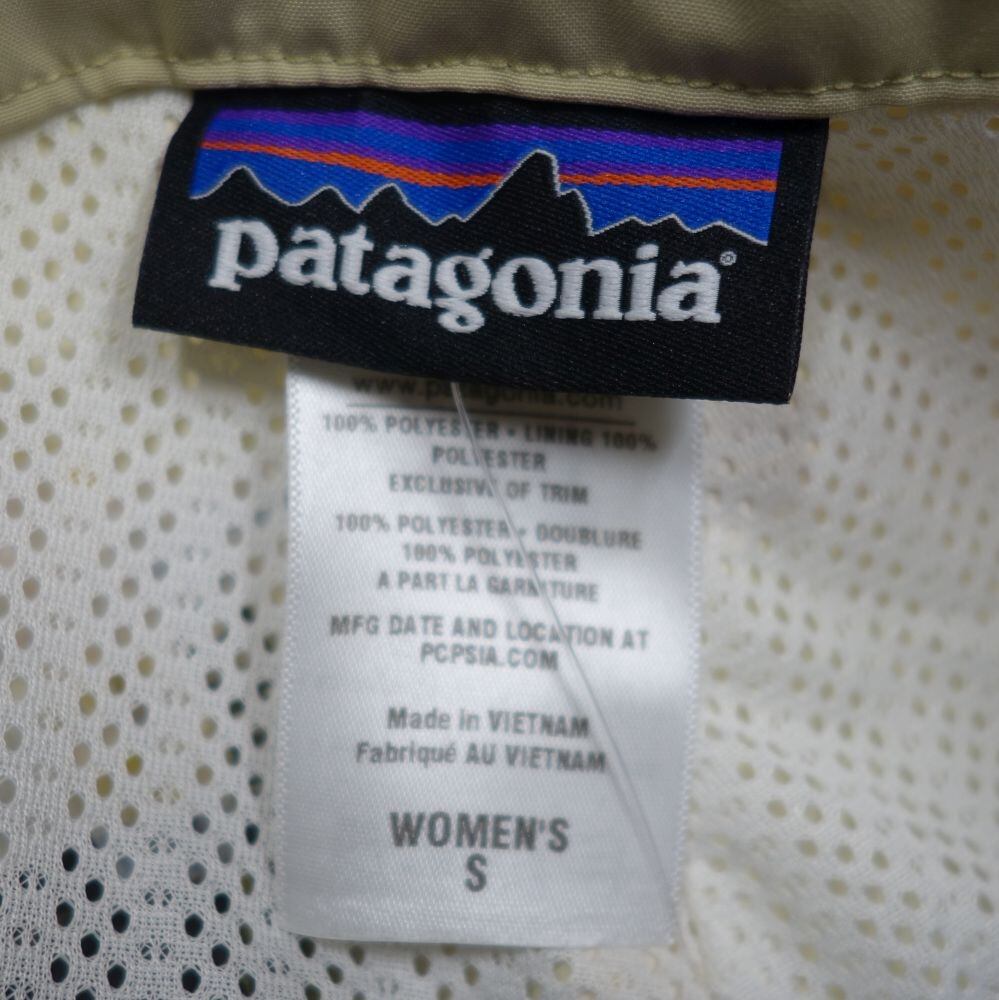 patagonia®
www.patagonia.com
100% POLYESTER • LINING 100%
POLYESTER
EXCLUSIVE OF TRIM
100% POLYESTER • DOUBLURE
100% POLYESTER
A PART LA GARNITURE
MFG DATE AND LOCATION AT
PCPSIA.COM
Made in VIETNAM
Fabriqué AU VIETNAM
WOMEN'S
S